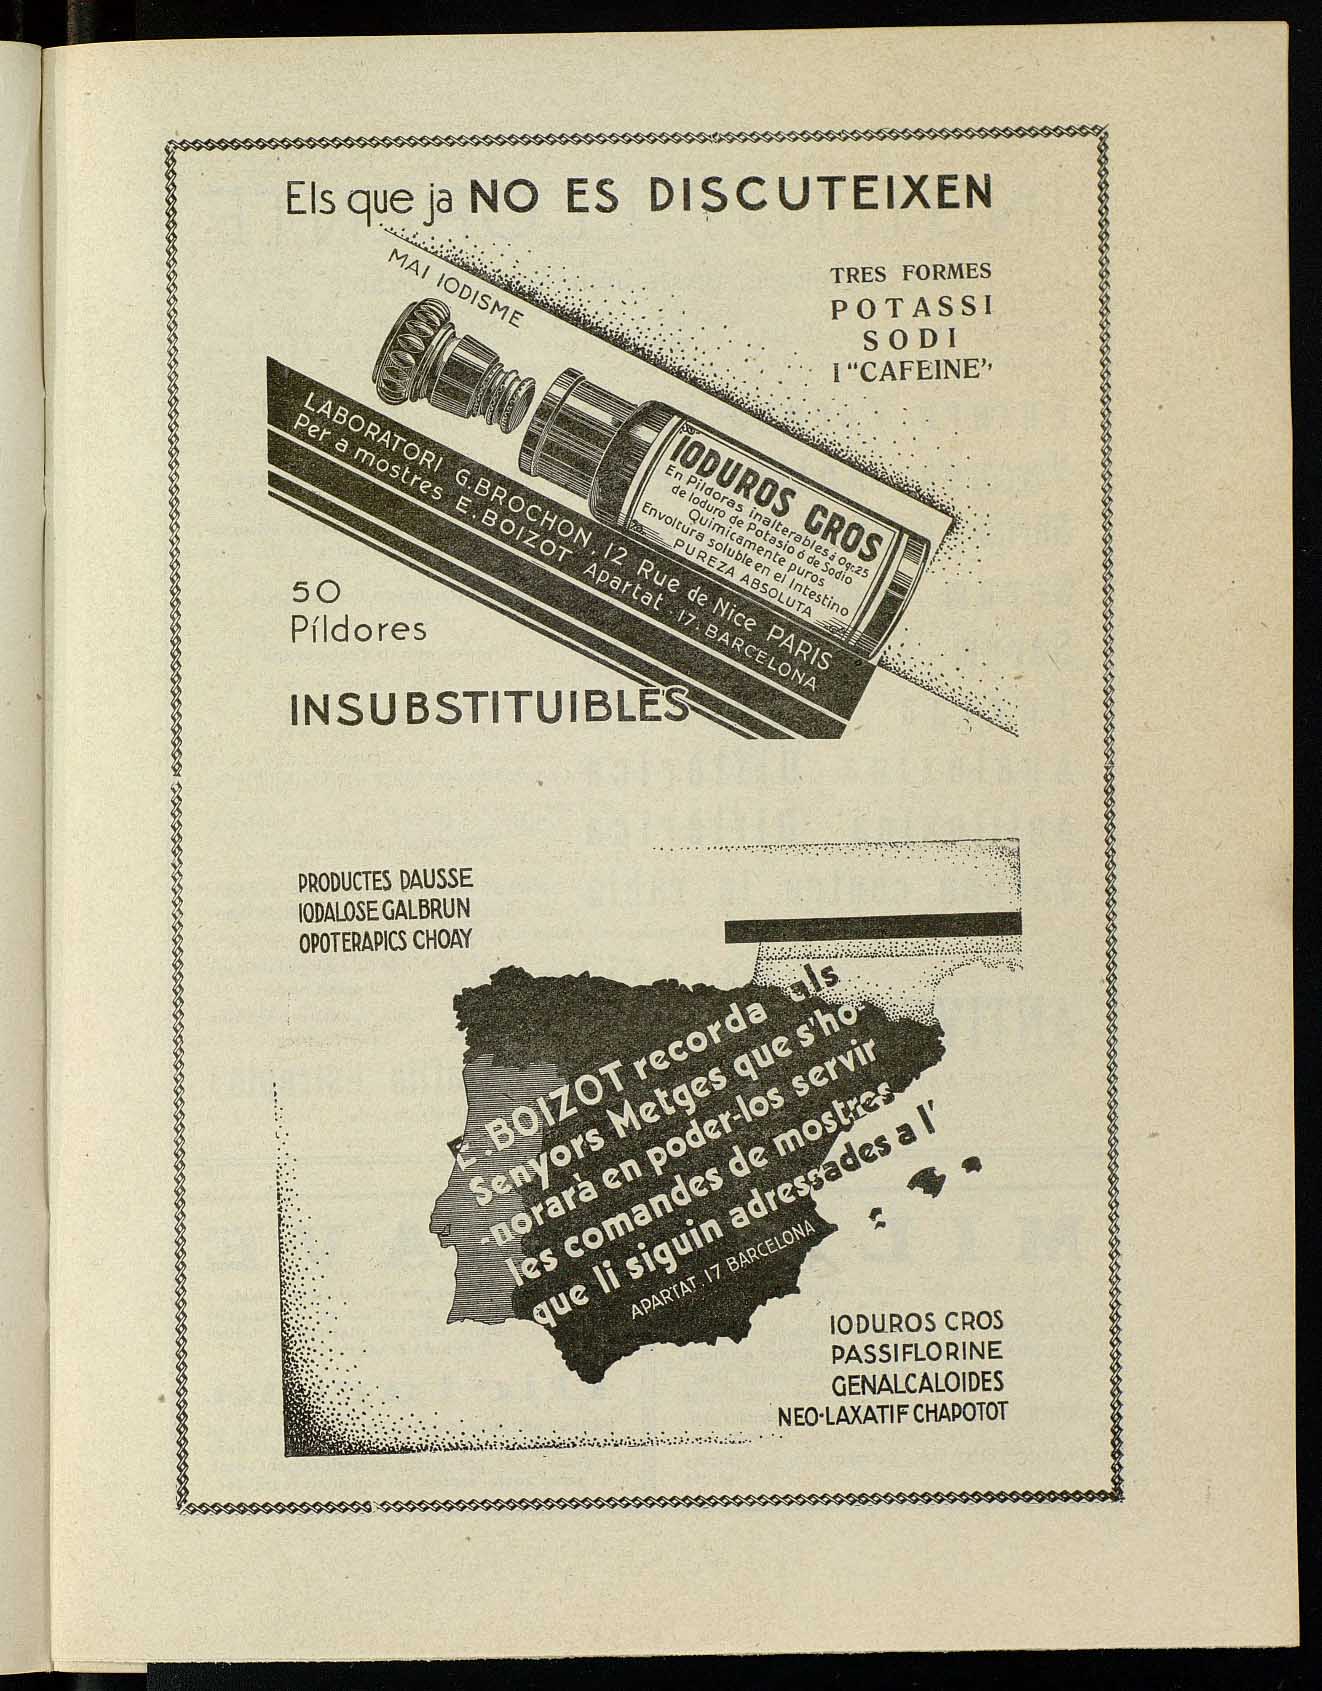 Els que ja NO ES DISCUTEIXEN
MAI IODISME
TRES FORMES
POTASSI
SODI
I "CAFEINE"
IODUROS CROS
En Pildoras inalterables á 0gr.25
de Ioduro de Potasio ó de Sodio
Quimicamente puros
Envoltura soluble en el Intestino
PUREZA ABSOLUTA
LABORATORI G. BROCHON, 12 Rue de Nice PARIS
Per a mostres E. BOIZOT Apartat 17. BARCELONA
50
Píldores
INSUBSTITUIBLES
PRODUCTES DAUSSE
IODALOSE GALBRUN
OPOTERAPICS CHOAY
E. BOIZOT recorda als
Senyors Metges que s'ho-
-norarà en poder-los servir
les comandes de mostres
que li siguin adressades a l'
APARTAT 17 BARCELONA
IODUROS CROS
PASSIFLORINE
GENALCALOIDES
NEO-LAXATIF CHAPOTOT